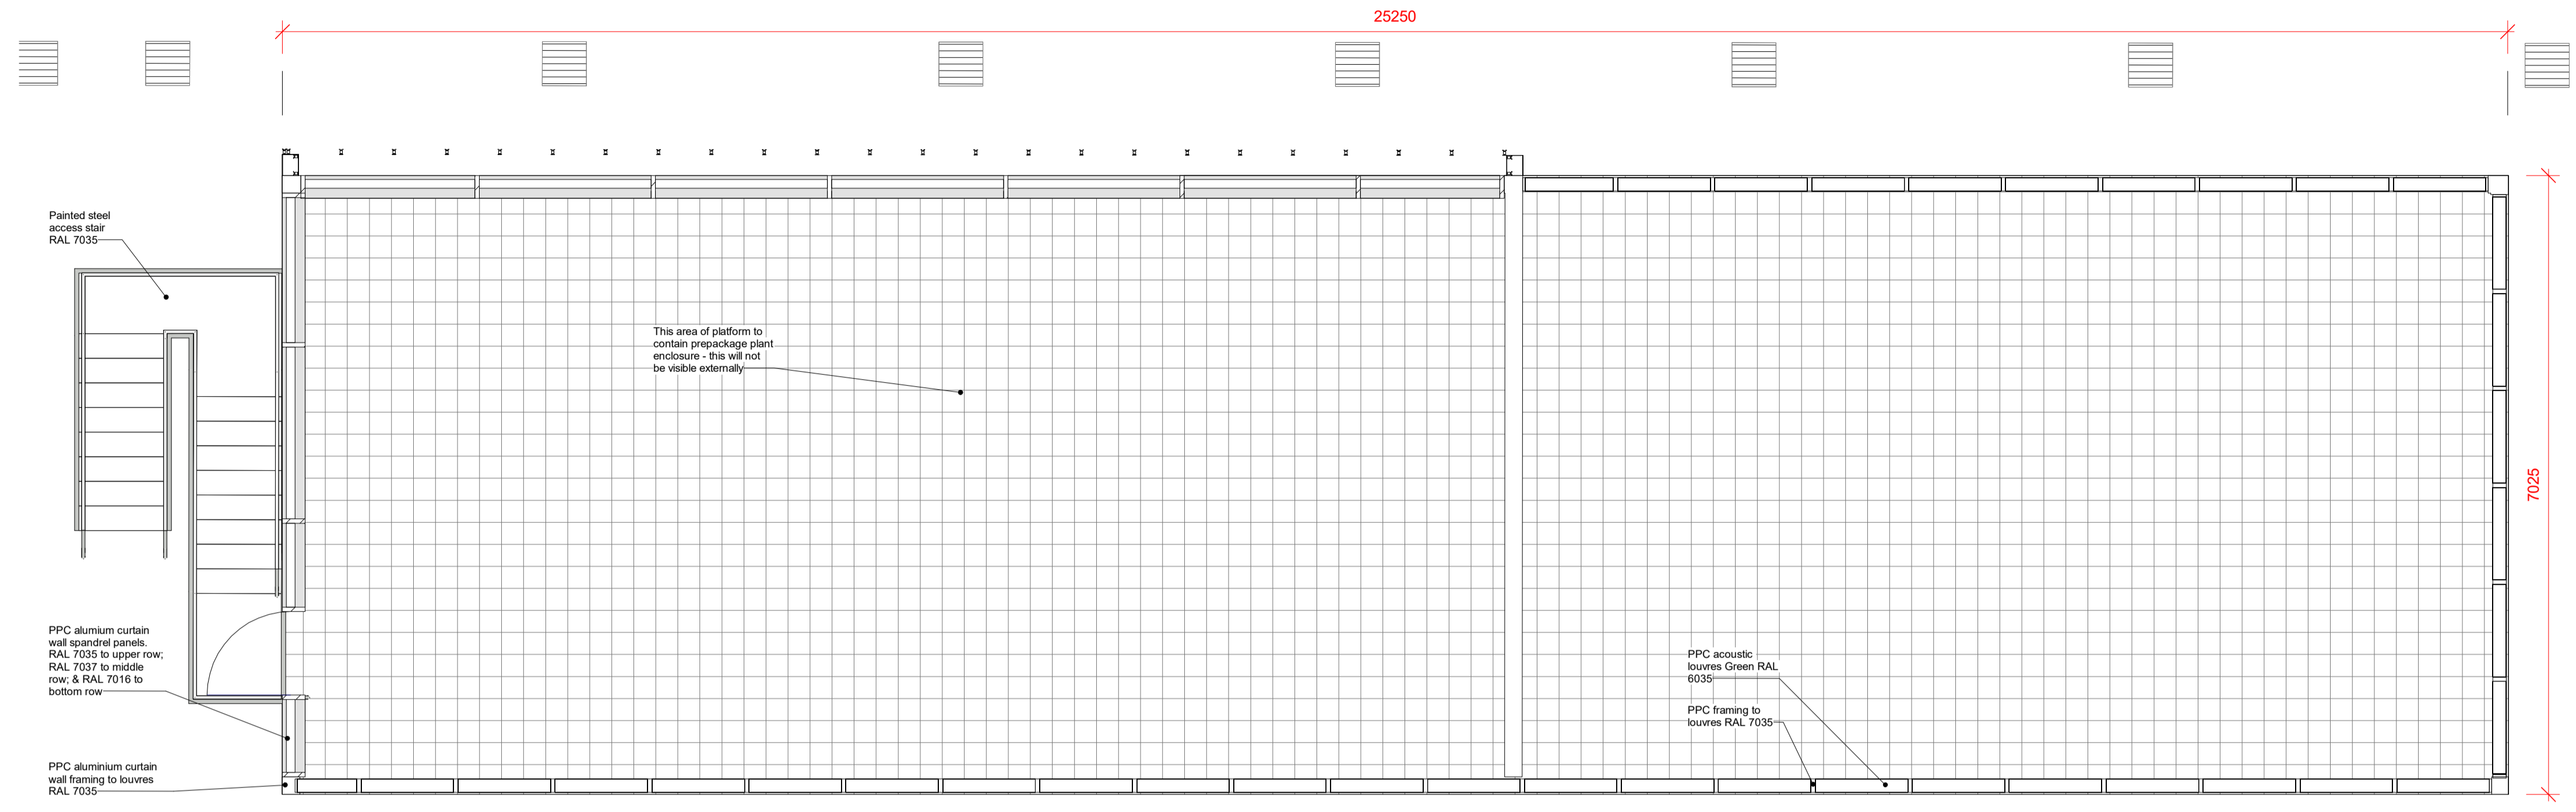 25250
Painted steel
access stair
RAL 7035
This area of platform to
contain prepackage plant
enclosure - this will not
be visible externally
7025
PPC alumium curtain
wall spandrel panels.
RAL 7035 to upper row;
RAL 7037 to middle
row; & RAL 7016 to
bottom row
PPC acoustic
louvres Green RAL
6035
PPC framing to
louvres RAL 7035
PPC aluminium curtain
wall framing to louvres
RAL 7035